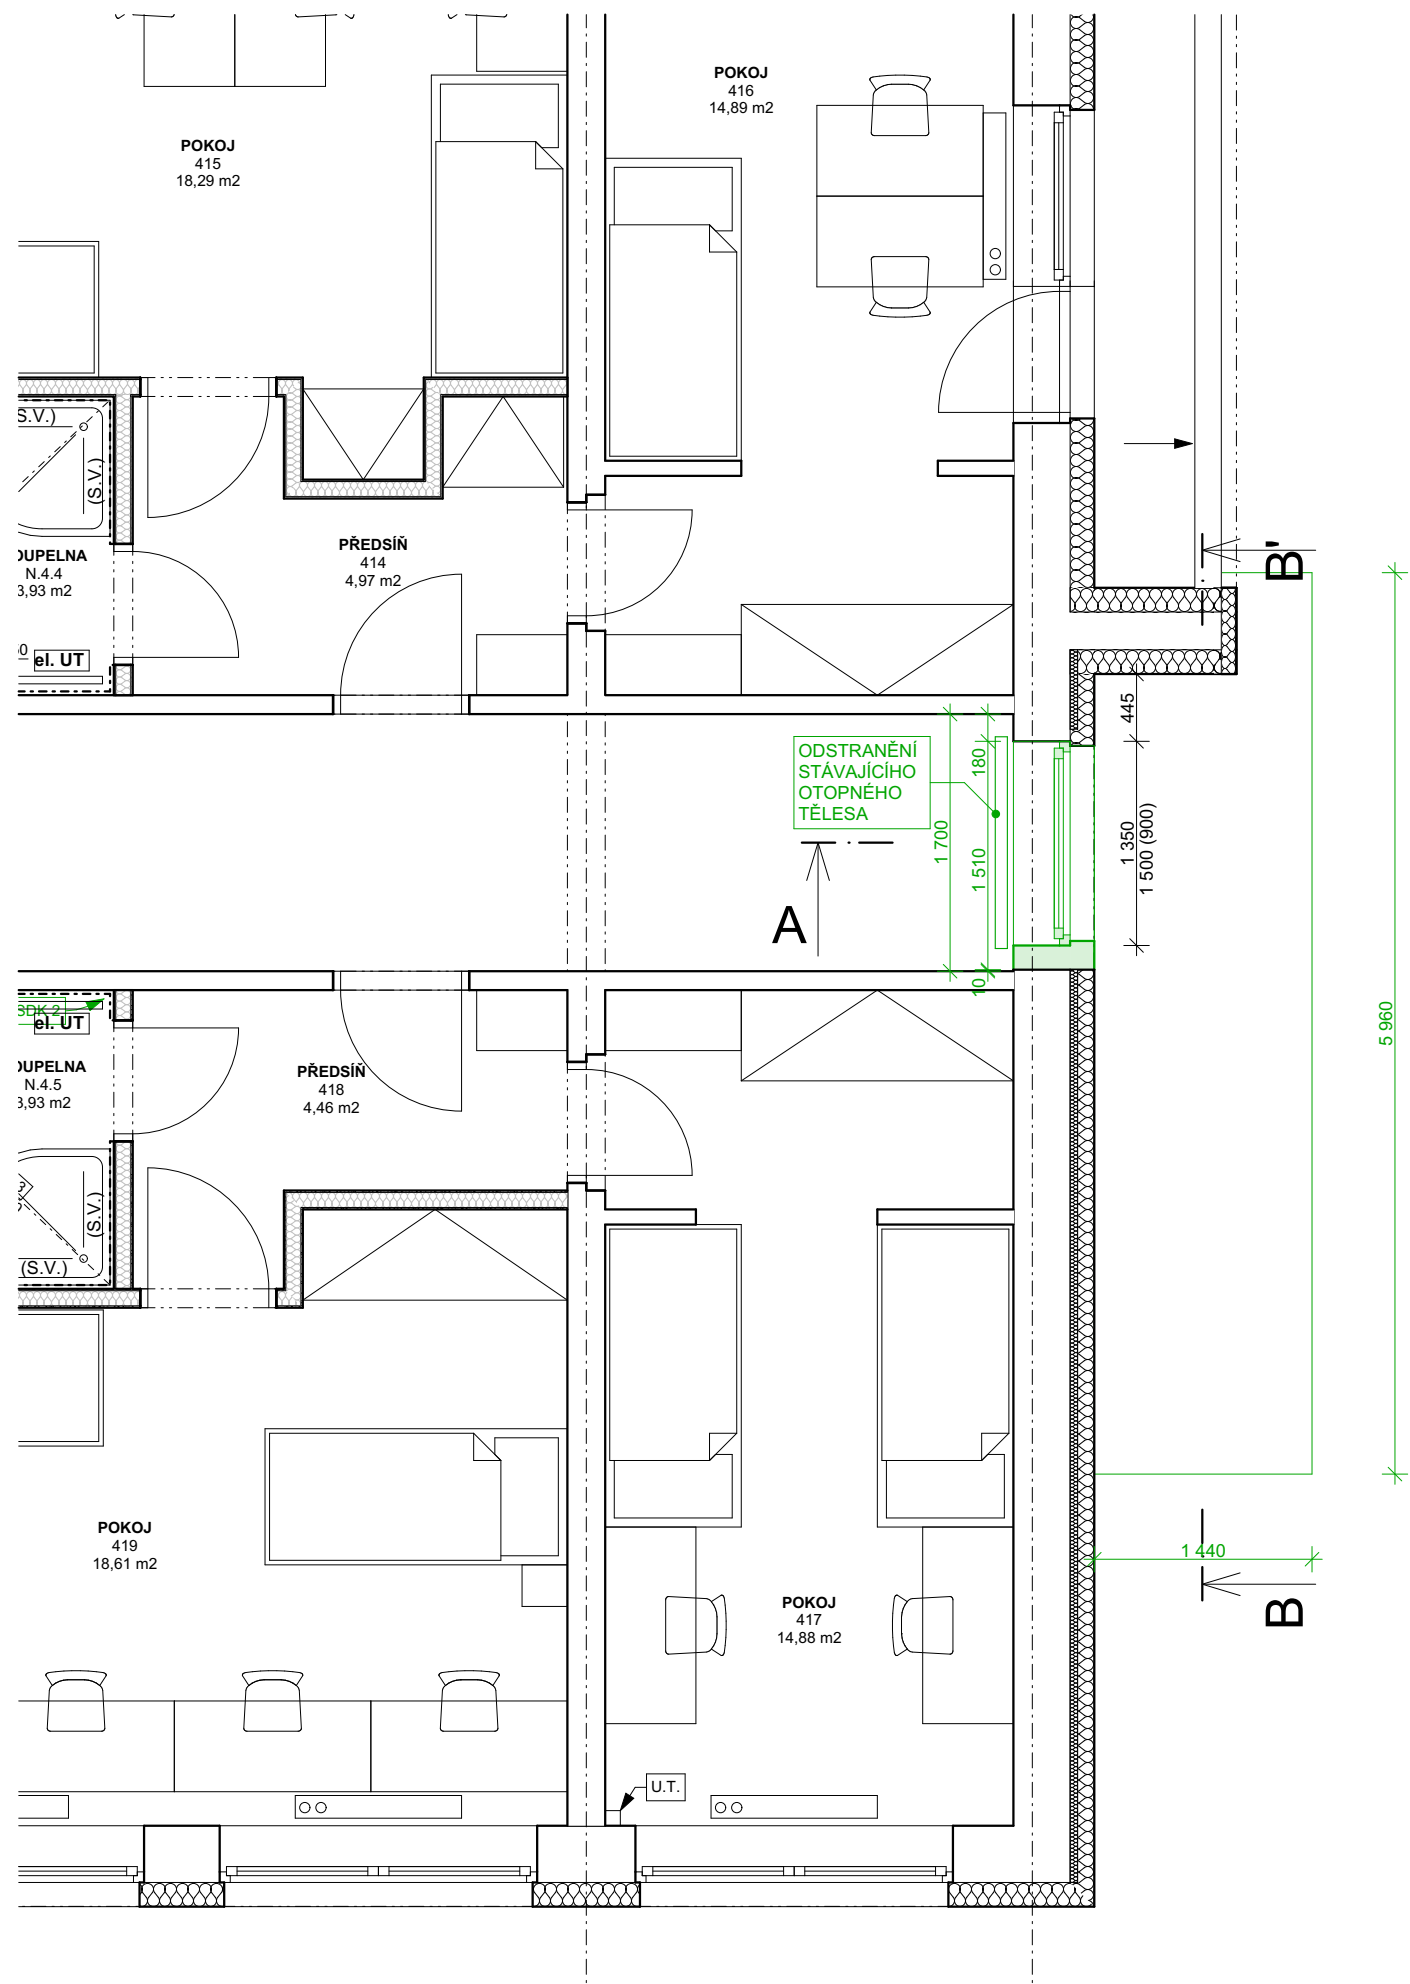 POKOJ
416
14,89 m2
POKOJ
415
18,29 m2
S.V.)
(S.V.)
OUPELNA
N.4.4
3,93 m2
PŘEDSÍŇ
414
4,97 m2
el. UT
B'
445
ODSTRANĚNÍ
STÁVAJÍCÍHO
OTOPNÉHO
TĚLESA
180
1 700
1 510
10
1 350
1 500 (900)
A
5 960
SDK 2
el. UT
OUPELNA
N.4.5
3,93 m2
PŘEDSÍŇ
418
4,46 m2
(S.V.)
(S.V.)
POKOJ
419
18,61 m2
1 440
B
POKOJ
417
14,88 m2
U.T.